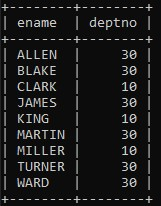 +--------+--------+
| ename  | deptno |
+--------+--------+
| ALLEN  |     30 |
| BLAKE  |     30 |
| CLARK  |     10 |
| JAMES  |     30 |
| KING   |     10 |
| MARTIN |     30 |
| MILLER |     10 |
| TURNER |     30 |
| WARD   |     30 |
+--------+--------+